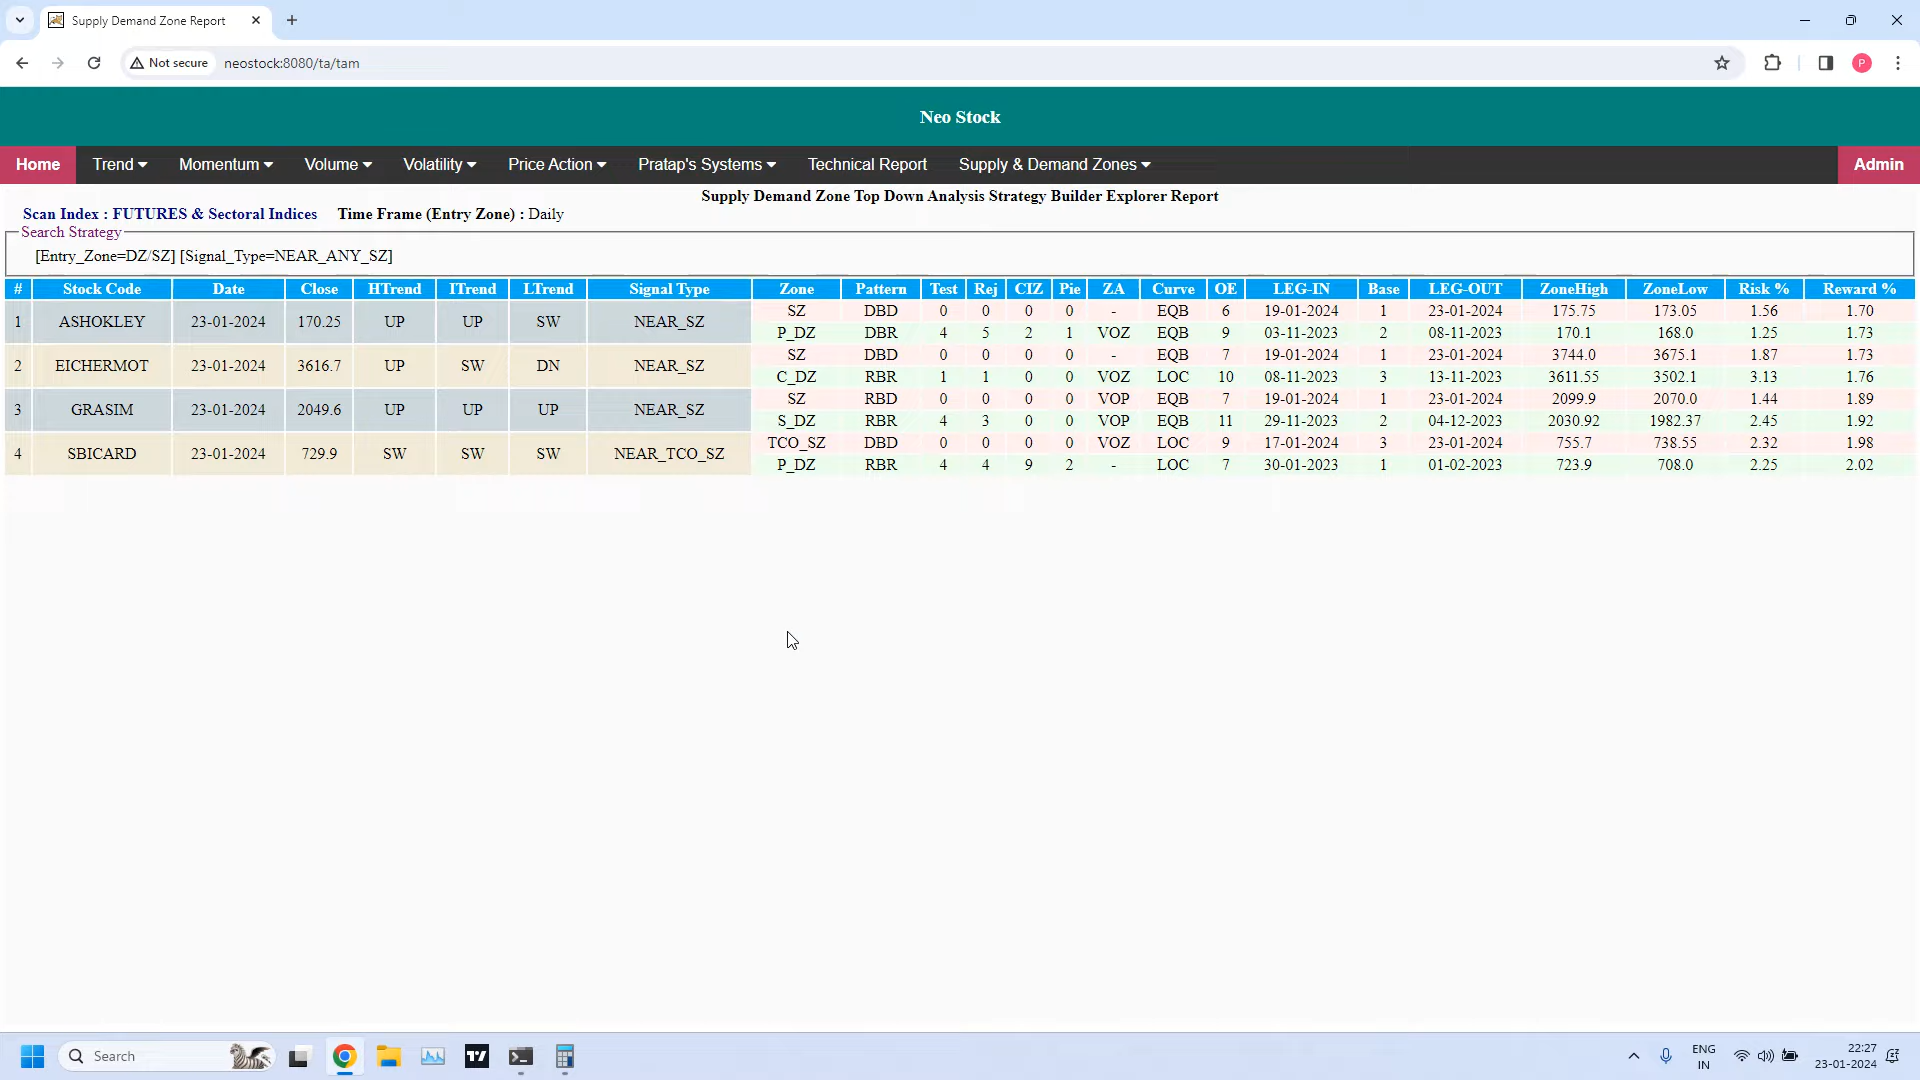 Supply Demand Zone Report
Not secure neostock:8080/ta/tam P
Neo Stock
Home Trend Momentum Volume Volatility Price Action Pratap's Systems Technical Report Supply & Demand Zones Admin
Supply Demand Zone Top Down Analysis Strategy Builder Explorer Report
Scan Index : FUTURES & Sectoral Indices Time Frame (Entry Zone) : Daily
Search Strategy
[Entry_Zone=DZ/SZ] [Signal_Type=NEAR_ANY_SZ]
# Stock Code Date Close HTrend ITrend LTrend Signal Type Zone Pattern Test Rej CIZ Pie ZA Curve OE LEG-IN Base LEG-OUT ZoneHigh ZoneLow Risk % Reward %
1 ASHOKLEY 23-01-2024 170.25 UP UP SW NEAR_SZ SZ DBD 0 0 0 0 - EQB 6 19-01-2024 1 23-01-2024 175.75 173.05 1.56 1.70
P_DZ DBR 4 5 2 1 VOZ EQB 9 03-11-2023 2 08-11-2023 170.1 168.0 1.25 1.73
2 EICHERMOT 23-01-2024 3616.7 UP SW DN NEAR_SZ SZ DBD 0 0 0 0 - EQB 7 19-01-2024 1 23-01-2024 3744.0 3675.1 1.87 1.73
C_DZ RBR 1 1 0 0 VOZ LOC 10 08-11-2023 3 13-11-2023 3611.55 3502.1 3.13 1.76
3 GRASIM 23-01-2024 2049.6 UP UP UP NEAR_SZ SZ RBD 0 0 0 0 VOP EQB 7 19-01-2024 1 23-01-2024 2099.9 2070.0 1.44 1.89
S_DZ RBR 4 3 0 0 VOP EQB 11 29-11-2023 2 04-12-2023 2030.92 1982.37 2.45 1.92
4 SBICARD 23-01-2024 729.9 SW SW SW NEAR_TCO_SZ TCO_SZ DBD 0 0 0 0 VOZ LOC 9 17-01-2024 3 23-01-2024 755.7 738.55 2.32 1.98
P_DZ RBR 4 4 9 2 - LOC 7 30-01-2023 1 01-02-2023 723.9 708.0 2.25 2.02
Search
ENG
IN
22:27
23-01-2024